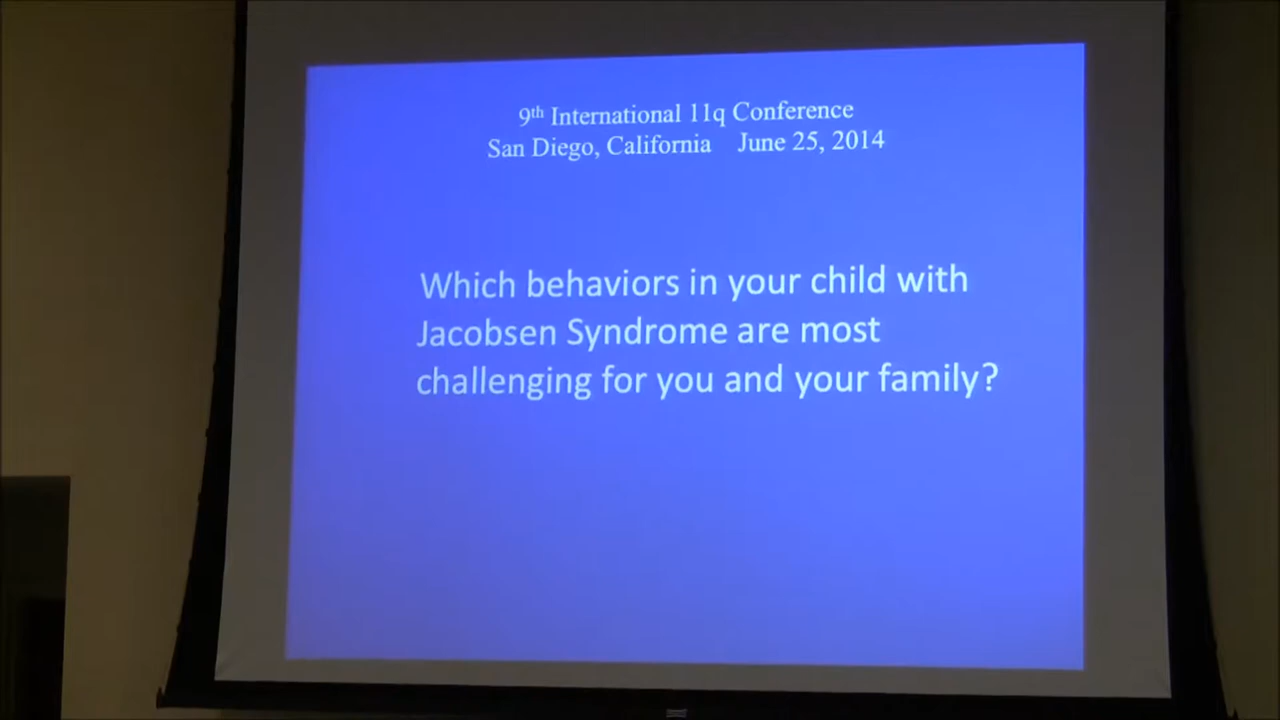 9th International 11q Conference
San Diego, California June 25, 2014
Which behaviors in your child with
Jacobsen Syndrome are most
challenging for you and your family?